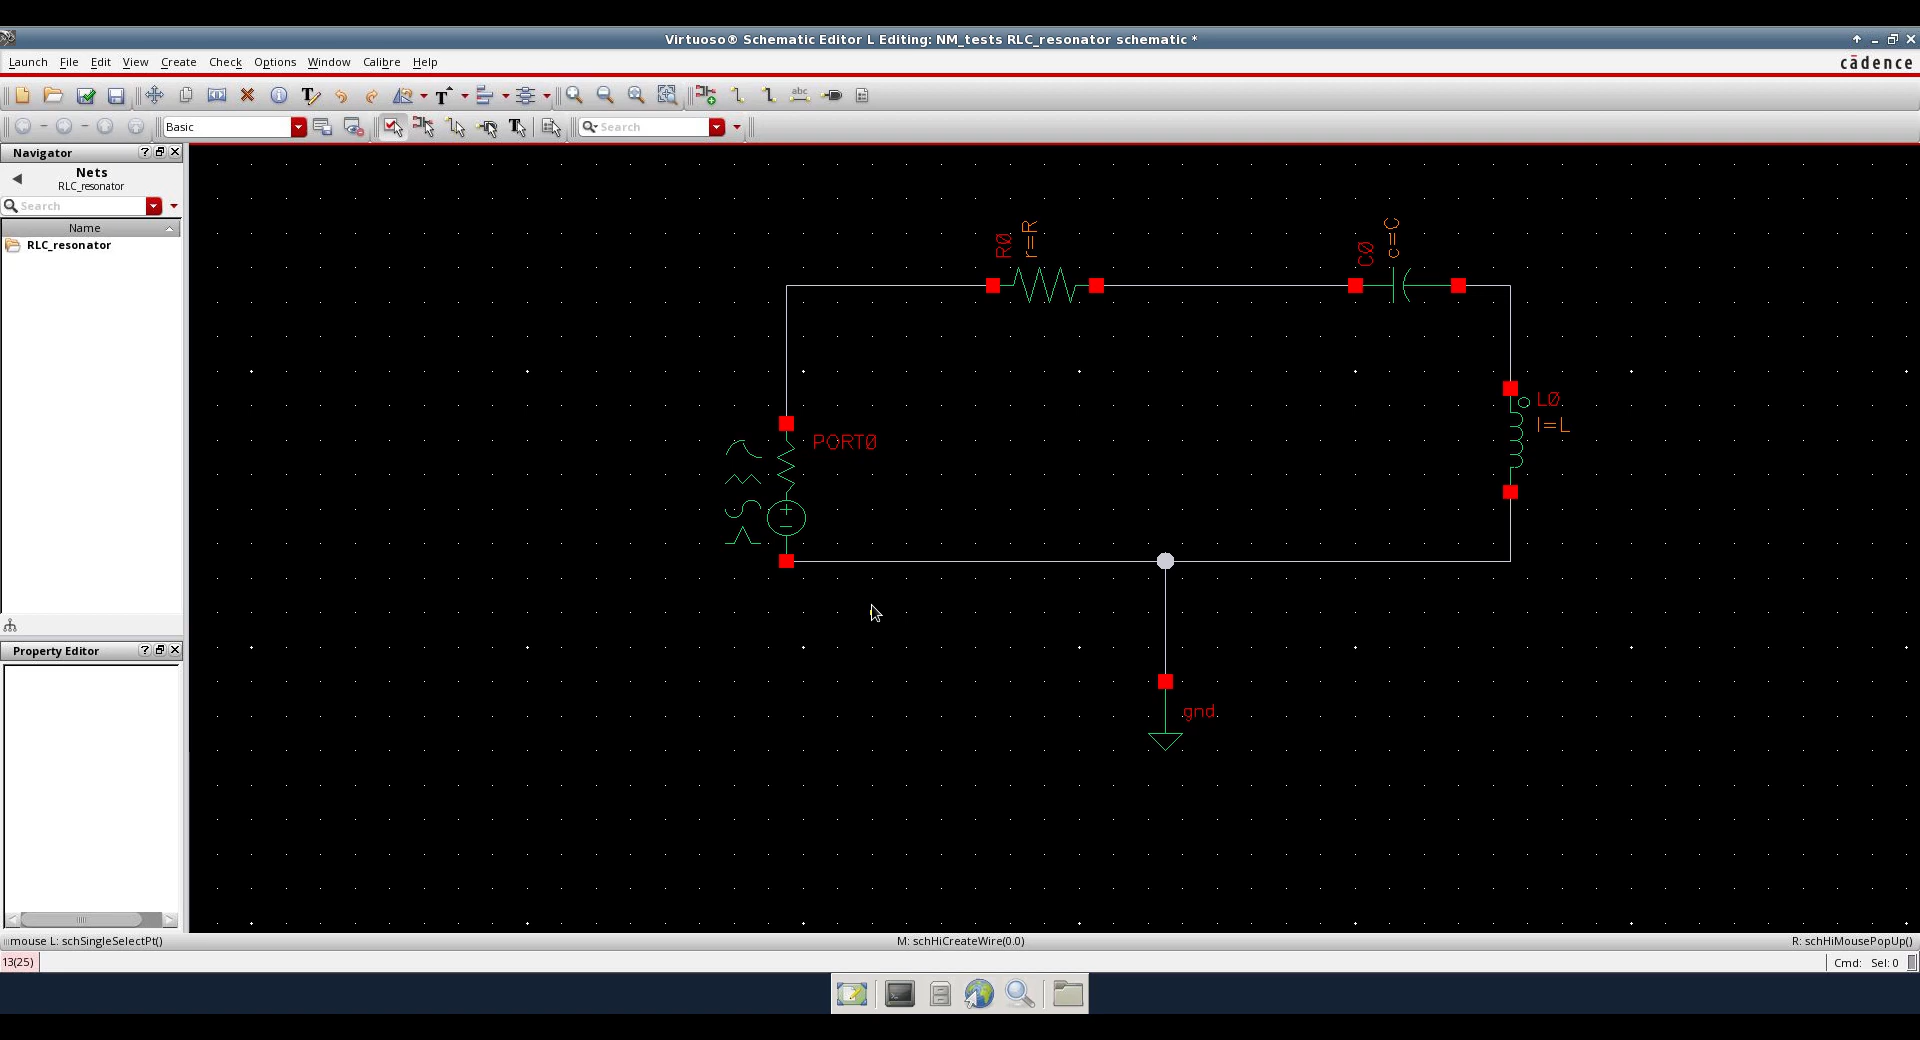 Virtuoso® Schematic Editor L Editing: NM_tests RLC_resonator schematic *
Launch File Edit View Create Check Options Window Calibre Help
cādence
abc
Basic
Search
Navigator
Nets
RLC_resonator
Search
Name
RLC_resonator
Property Editor
R0
r=R
C0
c=C
L0
l=L
PORT0
gnd
mouse L: schSingleSelectPt()
M: schHiCreateWire(0.0)
R: schHiMousePopUp()
13(25)
Cmd: Sel: 0